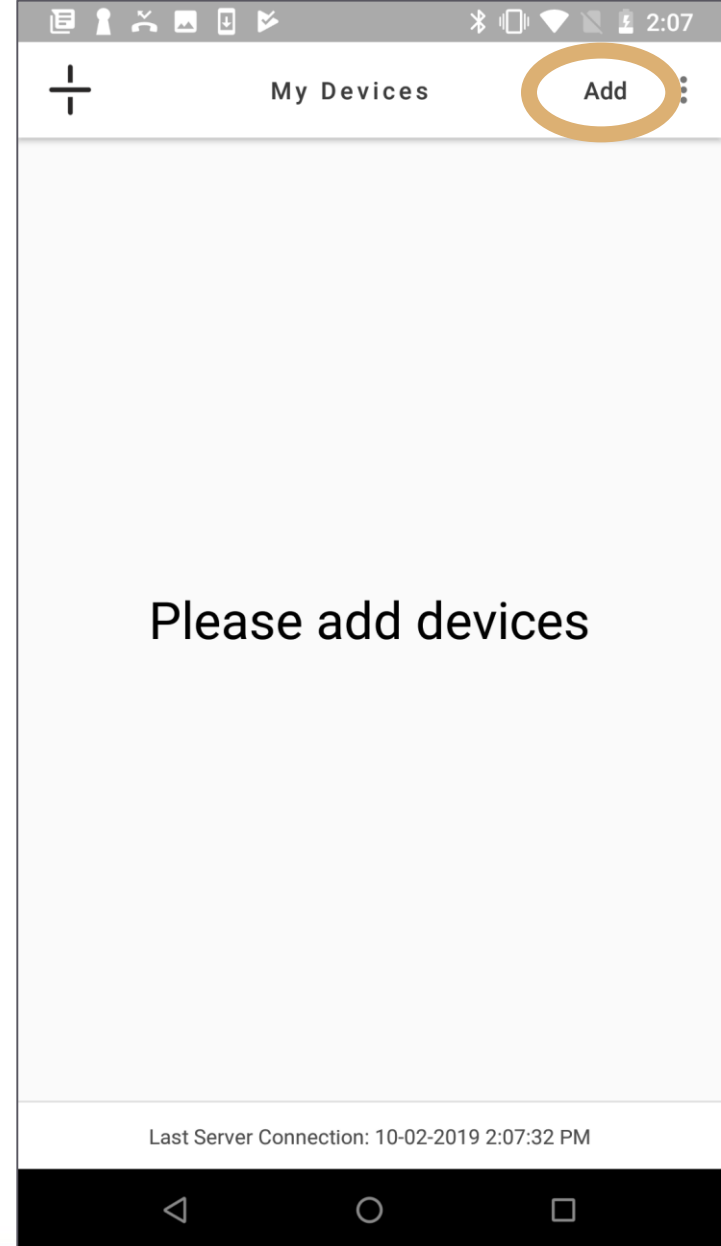 2:07
My Devices
Add
Please add devices
Last Server Connection: 10-02-2019 2:07:32 PM